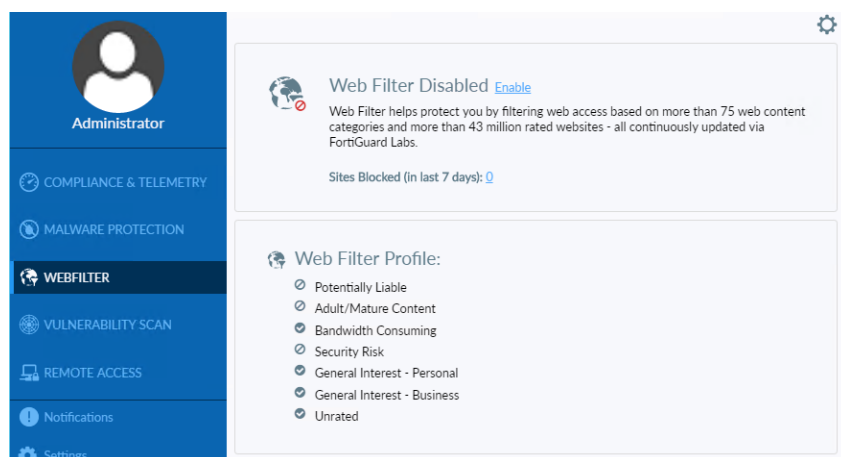 Administrator
COMPLIANCE & TELEMETRY
MALWARE PROTECTION
WEBFILTER
VULNERABILITY SCAN
REMOTE ACCESS
Notifications
Settings
Web Filter Disabled Enable
Web Filter helps protect you by filtering web access based on more than 75 web content
categories and more than 43 million rated websites - all continuously updated via
FortiGuard Labs.
Sites Blocked (in last 7 days): 0
Web Filter Profile:
Potentially Liable
Adult/Mature Content
Bandwidth Consuming
Security Risk
General Interest - Personal
General Interest - Business
Unrated